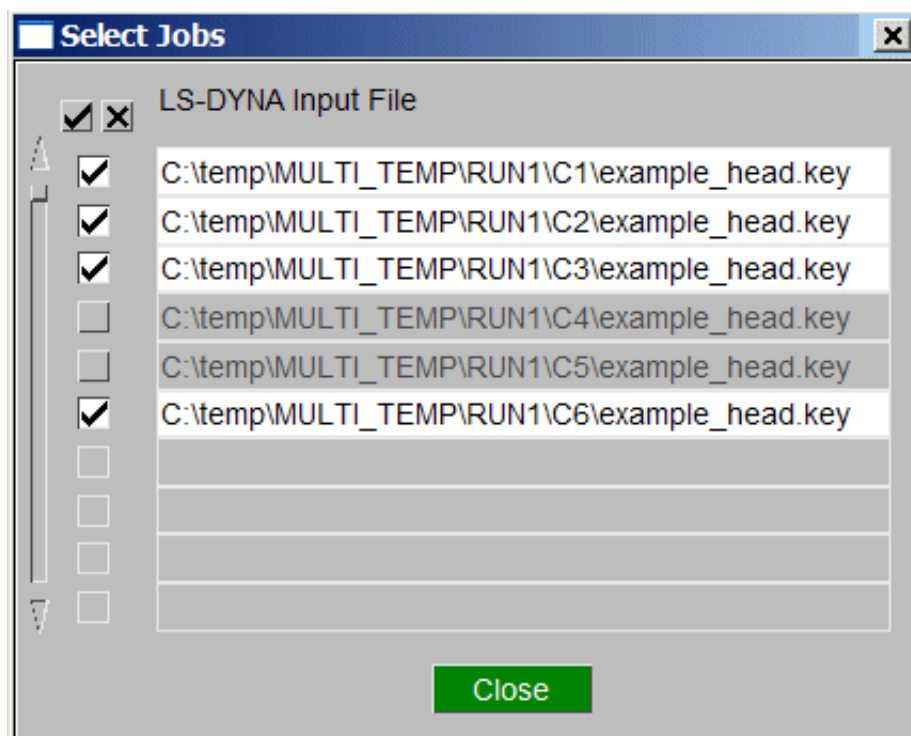 Select Jobs
LS-DYNA Input File
C:\temp\MULTI_TEMP\RUN1\C1\example_head.key
C:\temp\MULTI_TEMP\RUN1\C2\example_head.key
C:\temp\MULTI_TEMP\RUN1\C3\example_head.key
C:\temp\MULTI_TEMP\RUN1\C4\example_head.key
C:\temp\MULTI_TEMP\RUN1\C5\example_head.key
C:\temp\MULTI_TEMP\RUN1\C6\example_head.key
Close